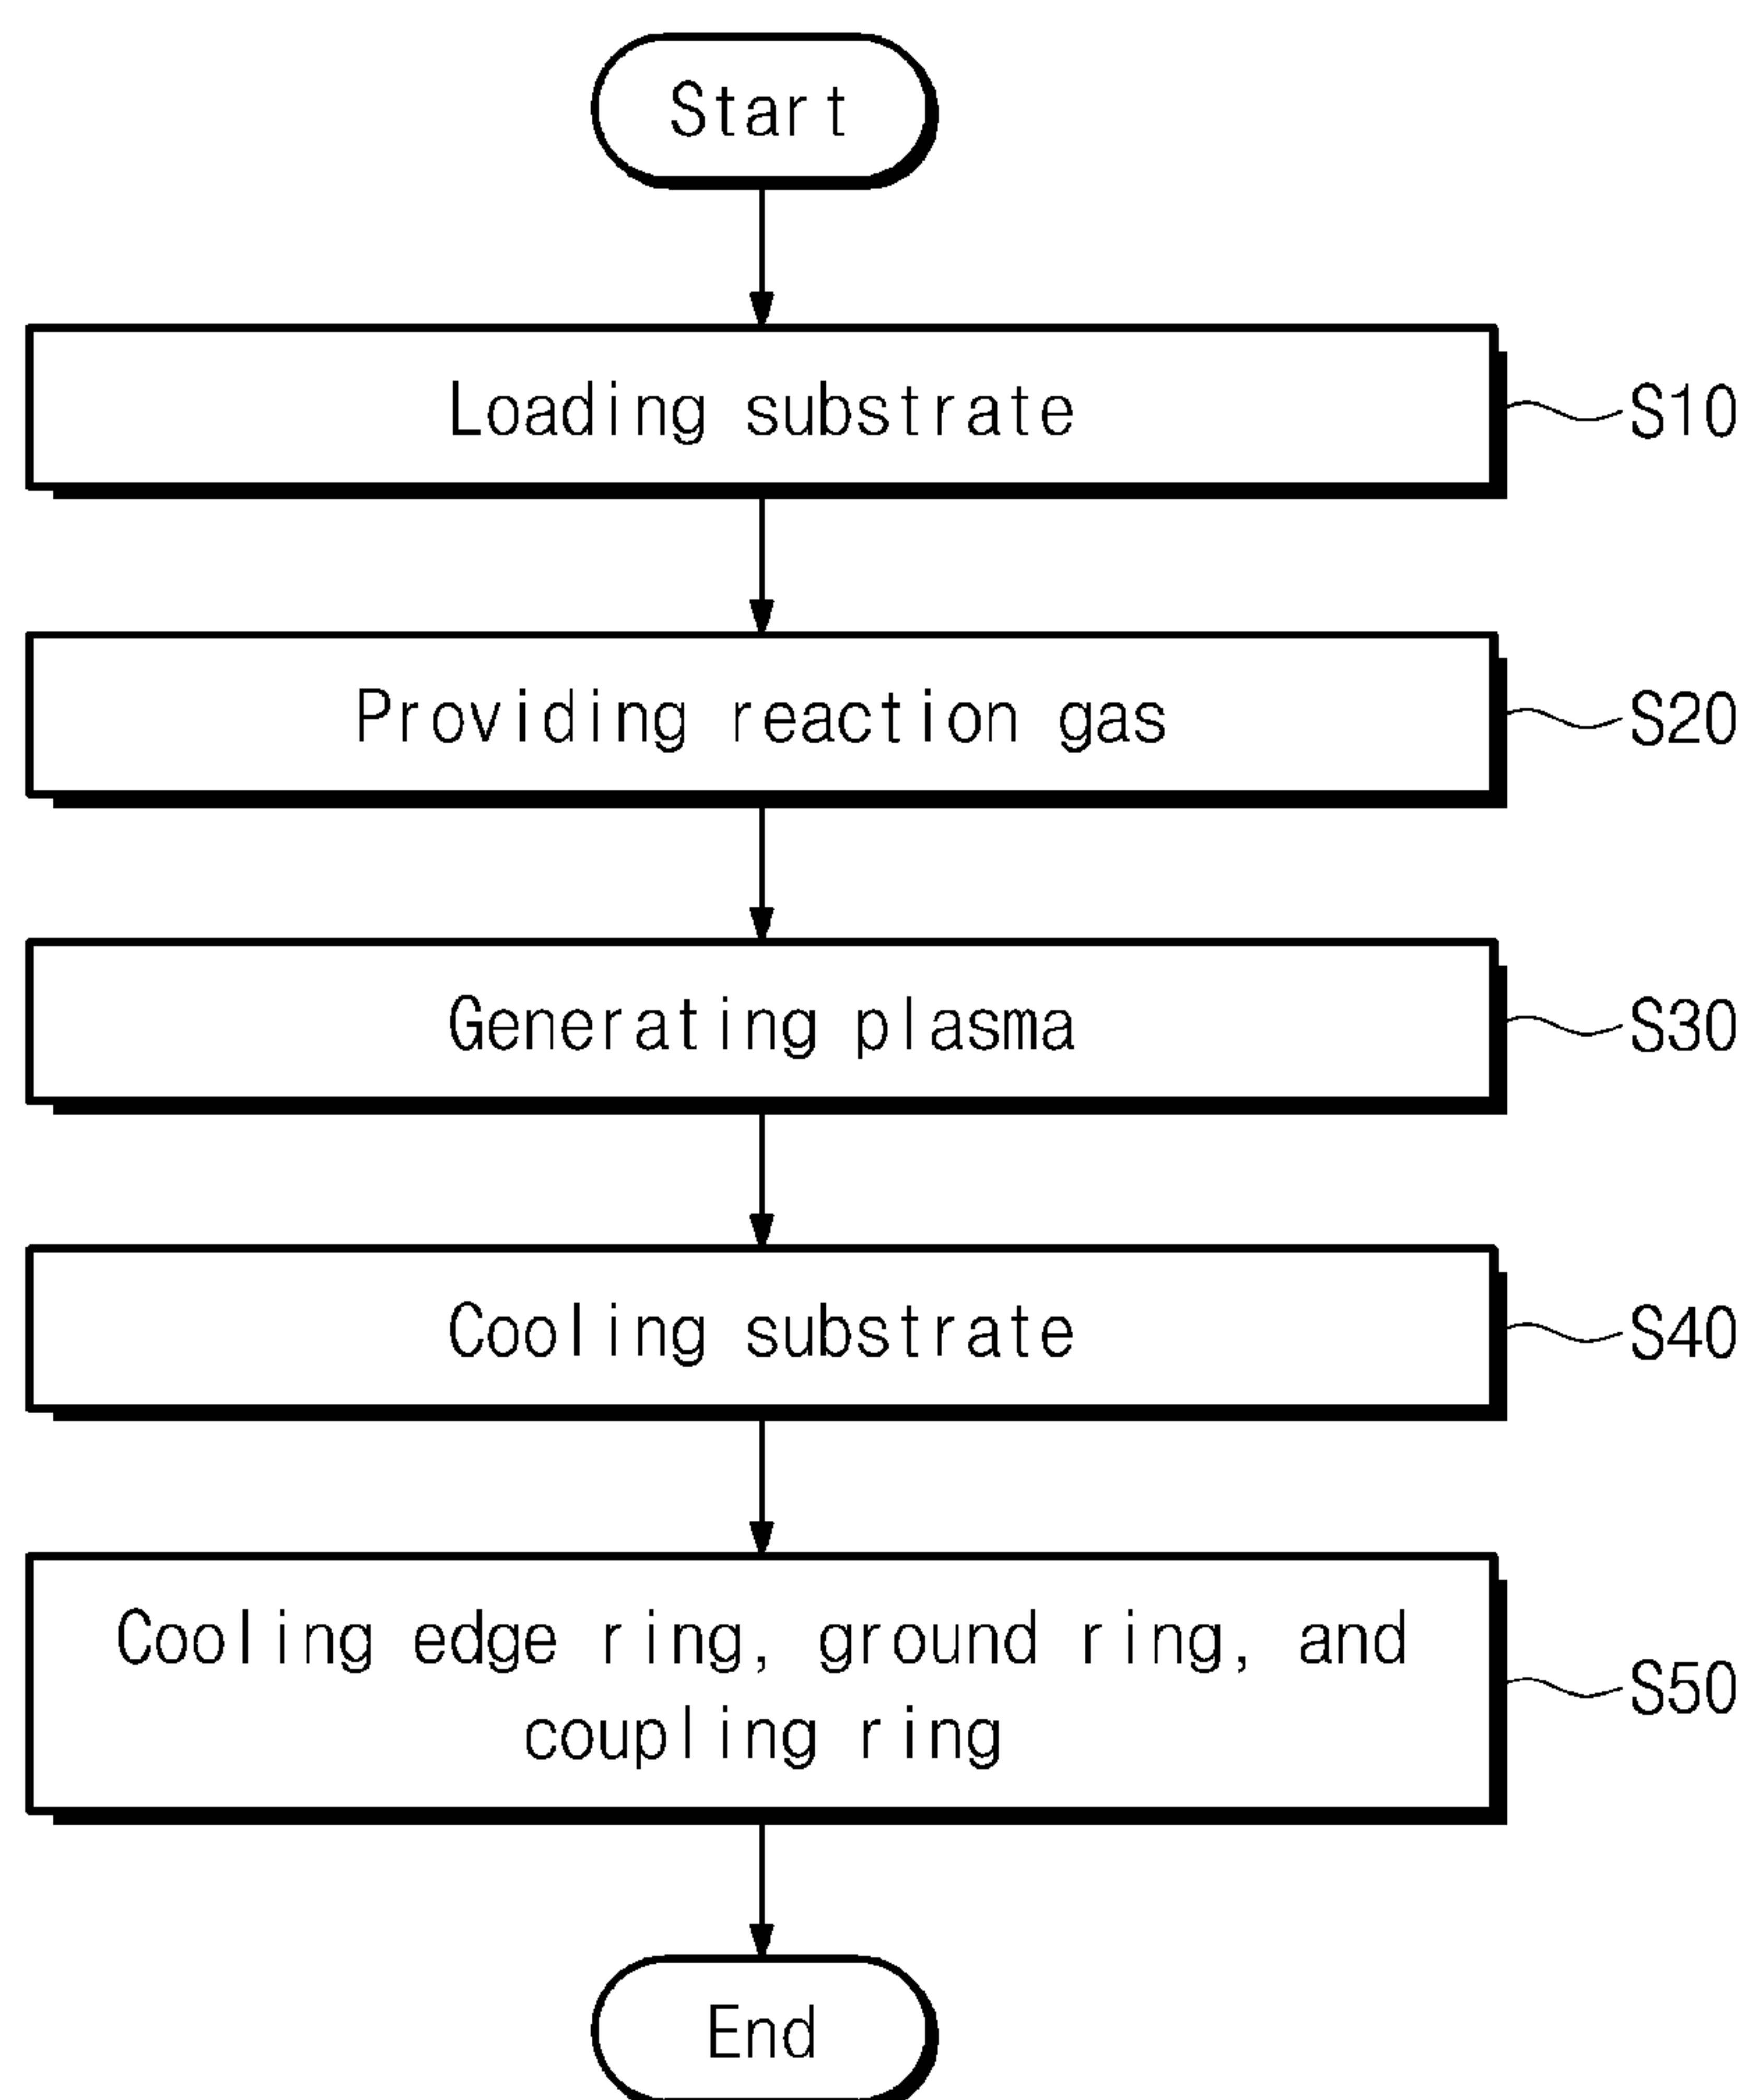 Start
Loading substrate
S10
Providing reaction gas
S20
Generating plasma
S30
Cooling substrate
S40
Cooling edge ring, ground ring, and
coupling ring
S50
End